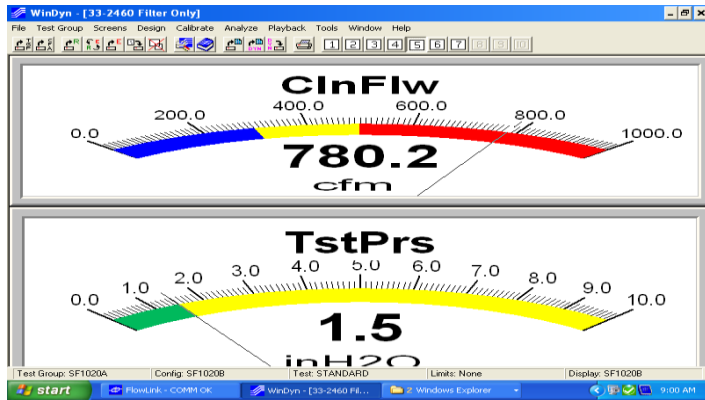 WinDyn - [33-2460 Filter Only]
File Test Group Screens Design Calibrate Analyze Playback Tools Window Help
1 2 3 4 5 6 7 8 9 10
ClnFlw
0.0 200.0 400.0 600.0 800.0 1000.0
780.2
cfm
TstPrs
0.0 1.0 2.0 3.0 4.0 5.0 6.0 7.0 8.0 9.0 10.0
1.5
inH2O
Test Group: SF1020A Config: SF1020B Test: STANDARD Limits: None Display: SF1020B
start FlowLink - COMM OK WinDyn - [33-2460 Fil... 2 Windows Explorer 9:00 AM